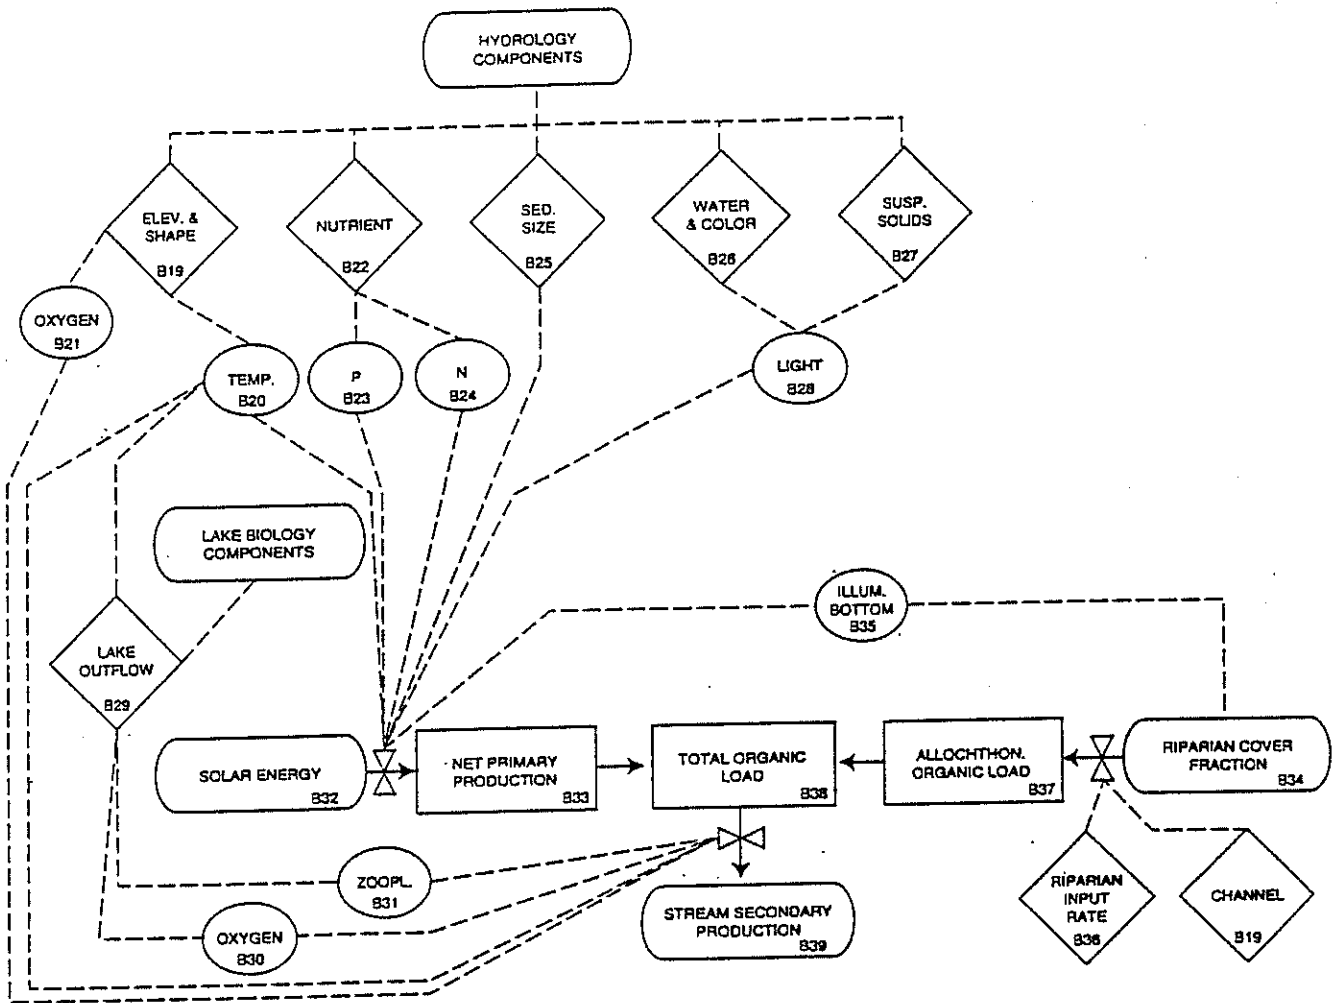 HYDROLOGY
COMPONENTS
ELEV. &
SHAPE
B19
NUTRIENT
B22
SED.
SIZE
B25
WATER
& COLOR
B26
SUSP.
SOLIDS
B27
OXYGEN
B21
TEMP.
B20
P
B23
N
B24
LIGHT
B28
LAKE BIOLOGY
COMPONENTS
ILLUM.
BOTTOM
B35
LAKE
OUTFLOW
B29
SOLAR ENERGY
B32
NET PRIMARY
PRODUCTION
B33
TOTAL ORGANIC
LOAD
B38
ALLOCHTHON.
ORGANIC LOAD
B37
RIPARIAN COVER
FRACTION
B34
ZOOPL.
B31
OXYGEN
B30
STREAM SECONDARY
PRODUCTION
B39
RIPARIAN
INPUT
RATE
B36
CHANNEL
B19